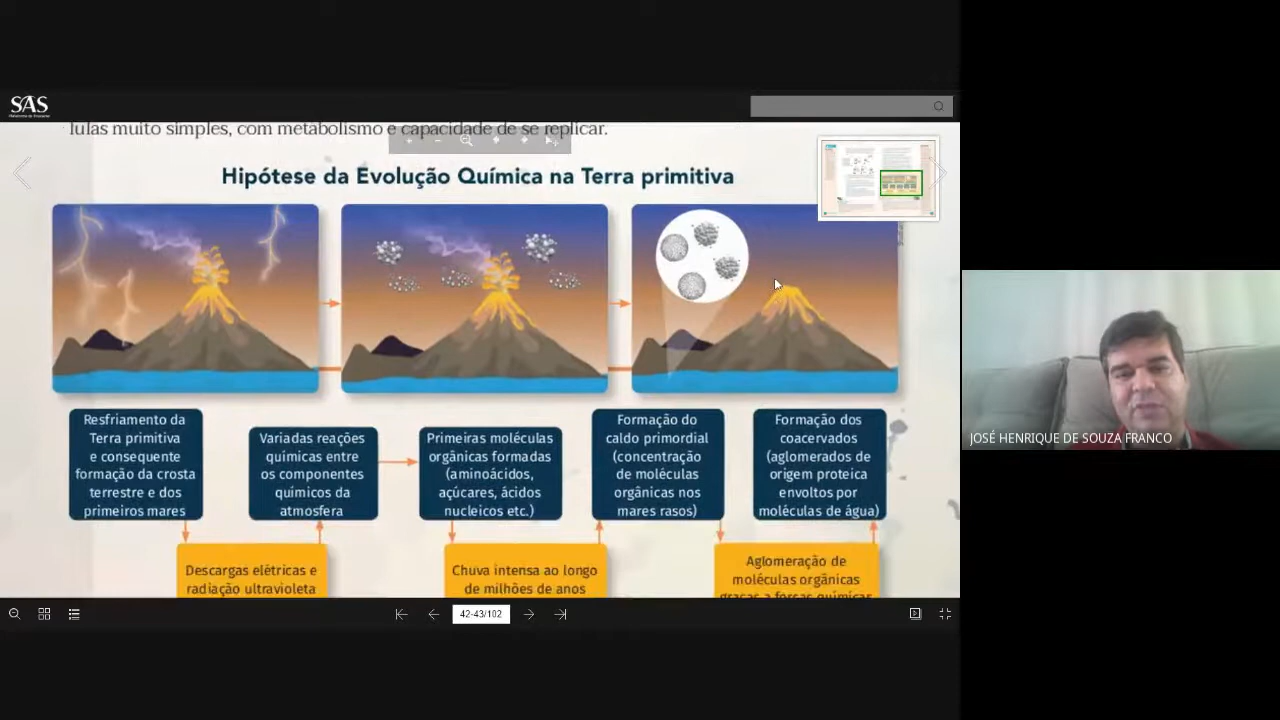 SAS
lulas muito simples, com metabolismo e capacidade de se replicar.
Hipótese da Evolução Química na Terra primitiva
Resfriamento da
Terra primitiva
e consequente
formação da crosta
terrestre e dos
primeiros mares
Variadas reações
químicas entre
os componentes
químicos da
atmosfera
Primeiras moléculas
orgânicas formadas
(aminoácidos,
açúcares, ácidos
nucleicos etc.)
Formação do
caldo primordial
(concentração
de moléculas
orgânicas nos
mares rasos)
Formação dos
coacervados
(aglomerados de
origem proteica
envoltos por
moléculas de água)
Descargas elétricas e
radiação ultravioleta
Chuva intensa ao longo
de milhões de anos
Aglomeração de
moléculas orgânicas
graças a forças químicas
42-43/102
JOSÉ HENRIQUE DE SOUZA FRANCO